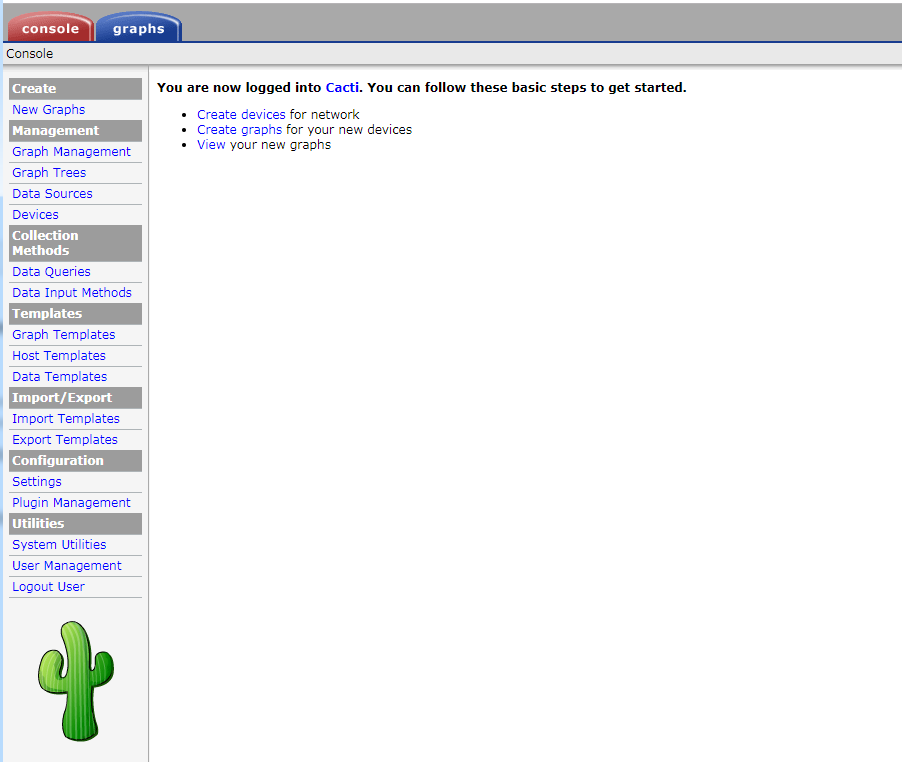 console
graphs
Console
Create
New Graphs
Management
Graph Management
Graph Trees
Data Sources
Devices
Collection
Methods
Data Queries
Data Input Methods
Templates
Graph Templates
Host Templates
Data Templates
Import/Export
Import Templates
Export Templates
Configuration
Settings
Plugin Management
Utilities
System Utilities
User Management
Logout User
You are now logged into Cacti. You can follow these basic steps to get started.
Create devices for network
Create graphs for your new devices
View your new graphs